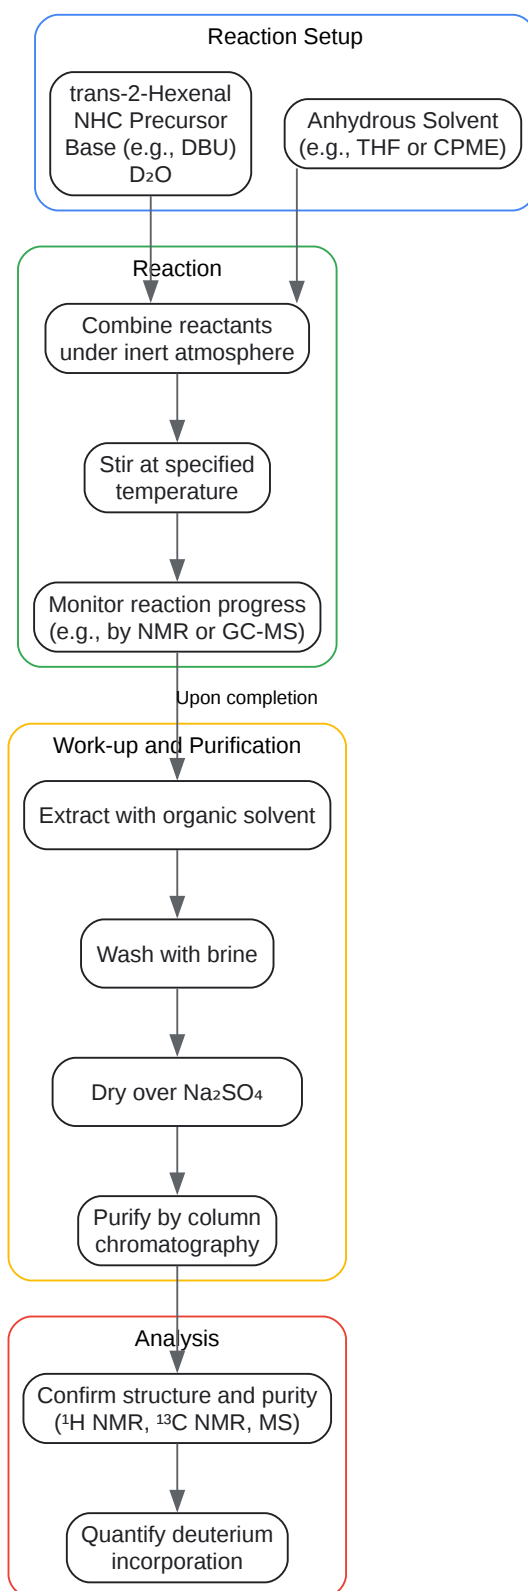 Reaction Setup
trans-2-Hexenal
NHC Precursor
Base (e.g., DBU)
D₂O
Anhydrous Solvent
(e.g., THF or CPME)
Reaction
Combine reactants
under inert atmosphere
Stir at specified
temperature
Monitor reaction progress
(e.g., by NMR or GC-MS)
Upon completion
Work-up and Purification
Extract with organic solvent
Wash with brine
Dry over Na₂SO₄
Purify by column
chromatography
Analysis
Confirm structure and purity
(¹H NMR, ¹³C NMR, MS)
Quantify deuterium
incorporation